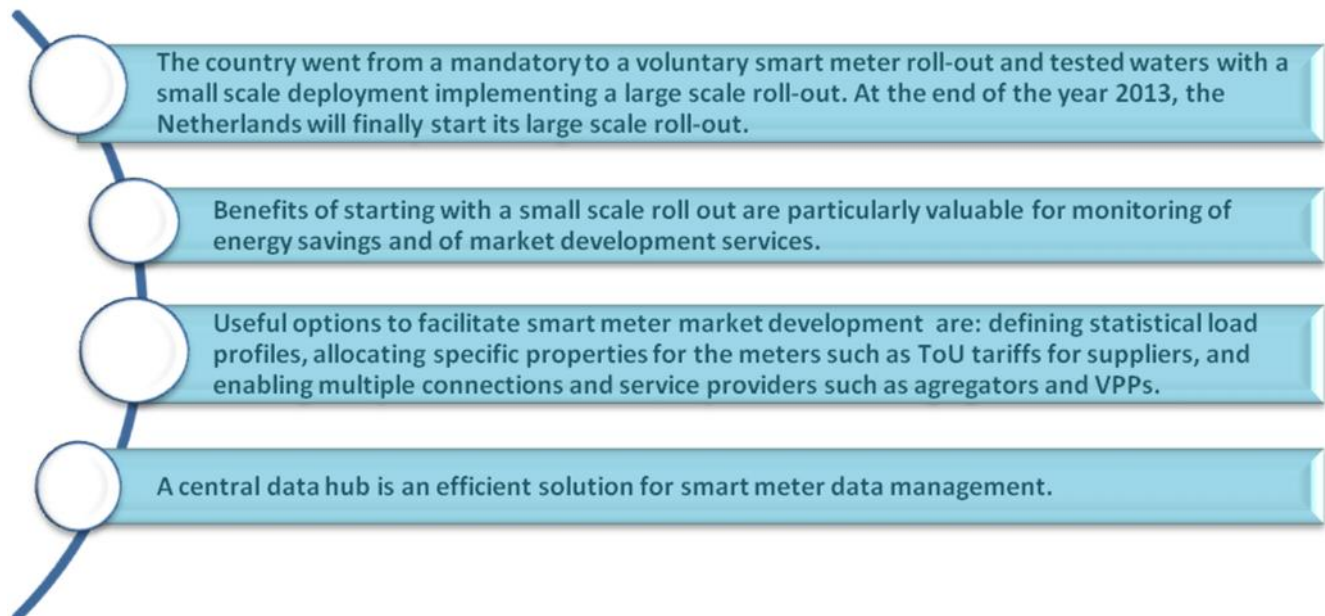 The country went from a mandatory to a voluntary smart meter roll-out and tested waters with a
small scale deployment implementing a large scale roll-out. At the end of the year 2013, the
Netherlands will finally start its large scale roll-out.
Benefits of starting with a small scale roll out are particularly valuable for monitoring of
energy savings and of market development services.
Useful options to facilitate smart meter market development are: defining statistical load
profiles, allocating specific properties for the meters such as ToU tariffs for suppliers, and
enabling multiple connections and service providers such as agregators and VPPs.
A central data hub is an efficient solution for smart meter data management.